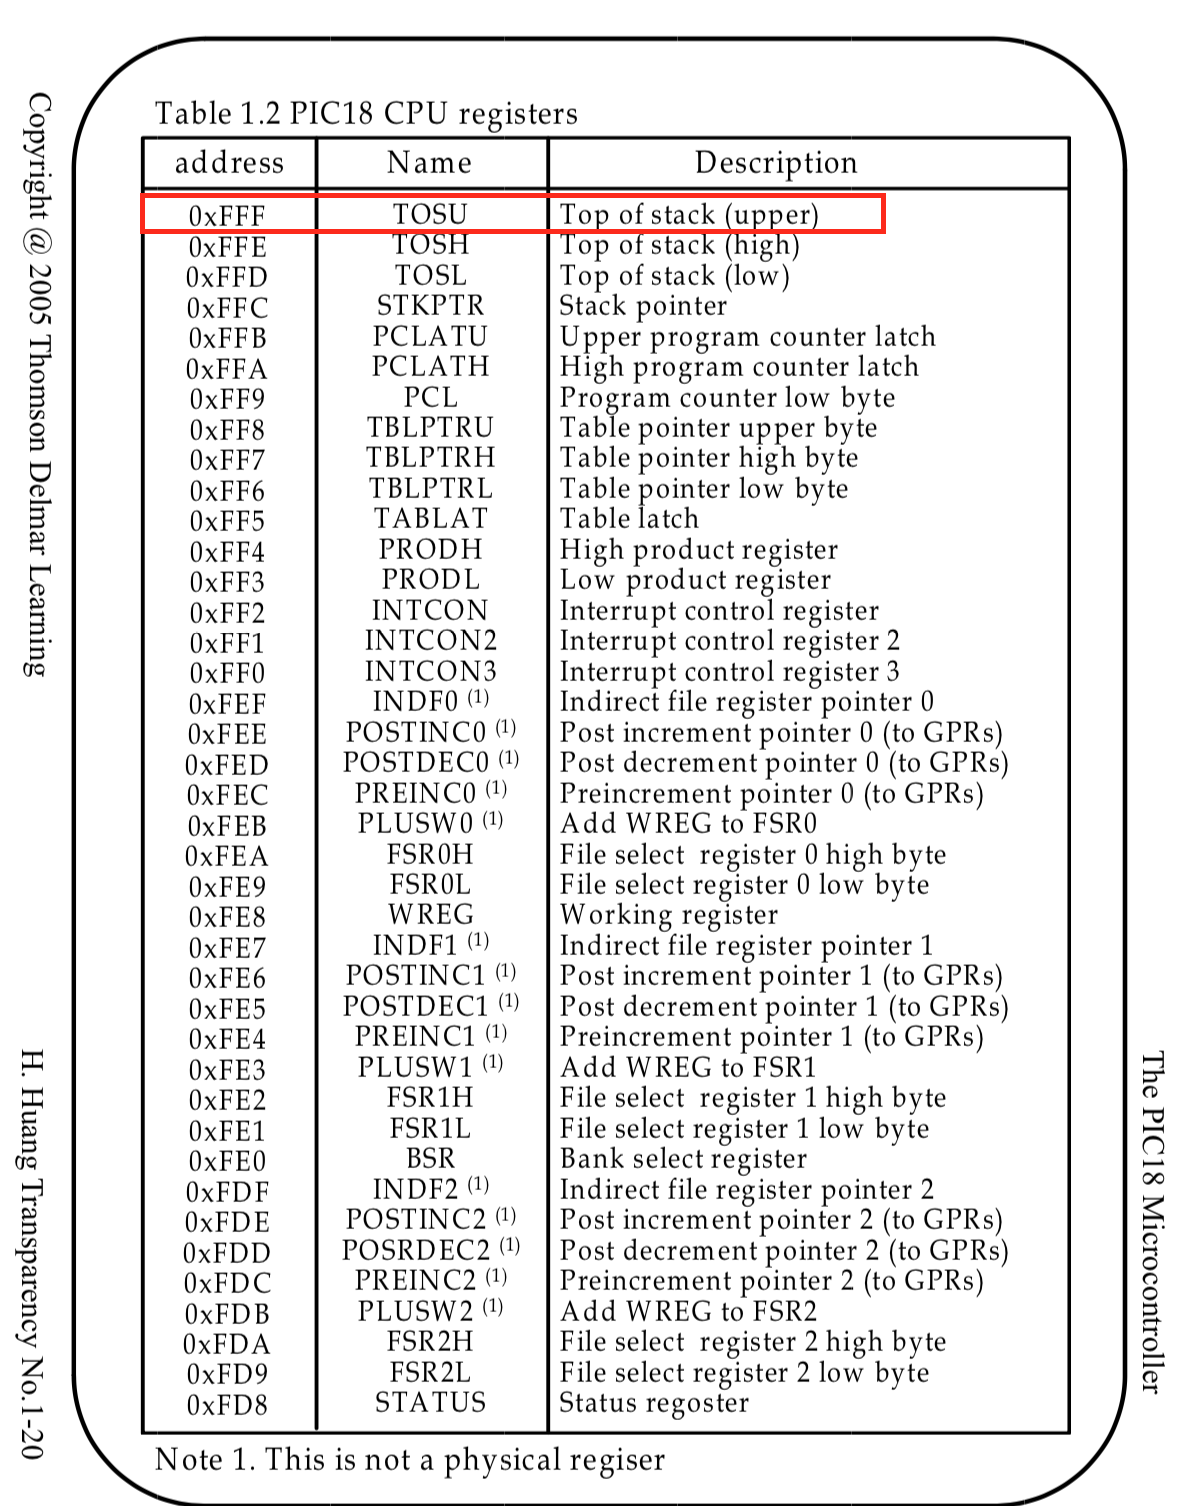 Table 1.2 PIC18 CPU registers
address Name Description
0xFFF TOSU Top of stack (upper)
0xFFE TOSH Top of stack (high)
0xFFD TOSL Top of stack (low)
0xFFC STKPTR Stack pointer
0xFFB PCLATU Upper program counter latch
0xFFA PCLATH High program counter latch
0xFF9 PCL Program counter low byte
0xFF8 TBLPTRU Table pointer upper byte
0xFF7 TBLPTRH Table pointer high byte
0xFF6 TBLPTRL Table pointer low byte
0xFF5 TABLAT Table latch
0xFF4 PRODH High product register
0xFF3 PRODL Low product register
0xFF2 INTCON Interrupt control register
0xFF1 INTCON2 Interrupt control register 2
0xFF0 INTCON3 Interrupt control register 3
0xFEF INDF0 (1) Indirect file register pointer 0
0xFEE POSTINC0 (1) Post increment pointer 0 (to GPRs)
0xFED POSTDEC0 (1) Post decrement pointer 0 (to GPRs)
0xFEC PREINC0 (1) Preincrement pointer 0 (to GPRs)
0xFEB PLUSW0 (1) Add WREG to FSR0
0xFEA FSR0H File select register 0 high byte
0xFE9 FSR0L File select register 0 low byte
0xFE8 WREG Working register
0xFE7 INDF1 (1) Indirect file register pointer 1
0xFE6 POSTINC1 (1) Post increment pointer 1 (to GPRs)
0xFE5 POSTDEC1 (1) Post decrement pointer 1 (to GPRs)
0xFE4 PREINC1 (1) Preincrement pointer 1 (to GPRs)
0xFE3 PLUSW1 (1) Add WREG to FSR1
0xFE2 FSR1H File select register 1 high byte
0xFE1 FSR1L File select register 1 low byte
0xFE0 BSR Bank select register
0xFDF INDF2 (1) Indirect file register pointer 2
0xFDE POSTINC2 (1) Post increment pointer 2 (to GPRs)
0xFDD POSRDEC2 (1) Post decrement pointer 2 (to GPRs)
0xFDC PREINC2 (1) Preincrement pointer 2 (to GPRs)
0xFDB PLUSW2 (1) Add WREG to FSR2
0xFDA FSR2H File select register 2 high byte
0xFD9 FSR2L File select register 2 low byte
0xFD8 STATUS Status regoster
Note 1. This is not a physical regiser
The PIC18 Microcontroller
Copyright @ 2005 Thomson Delmar Learning
H. Huang Transparency No.1-20